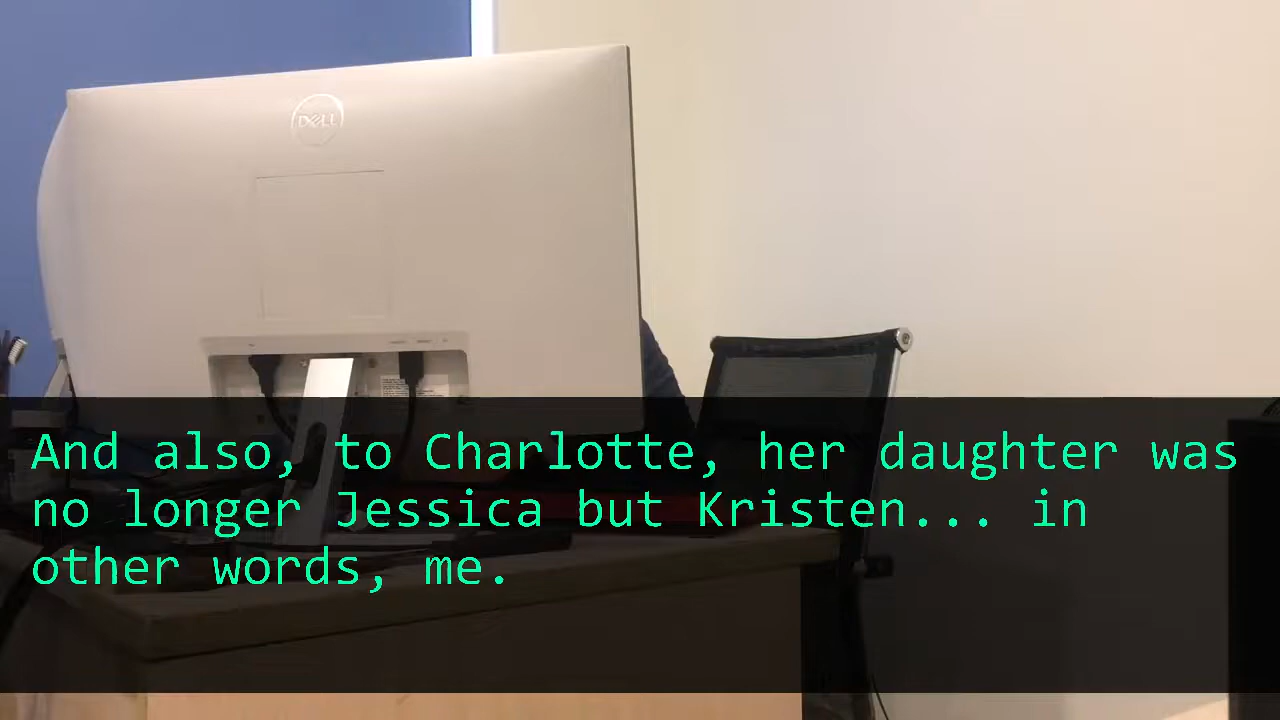 DELL
And also, to Charlotte, her daughter was
no longer Jessica but Kristen... in
other words, me.